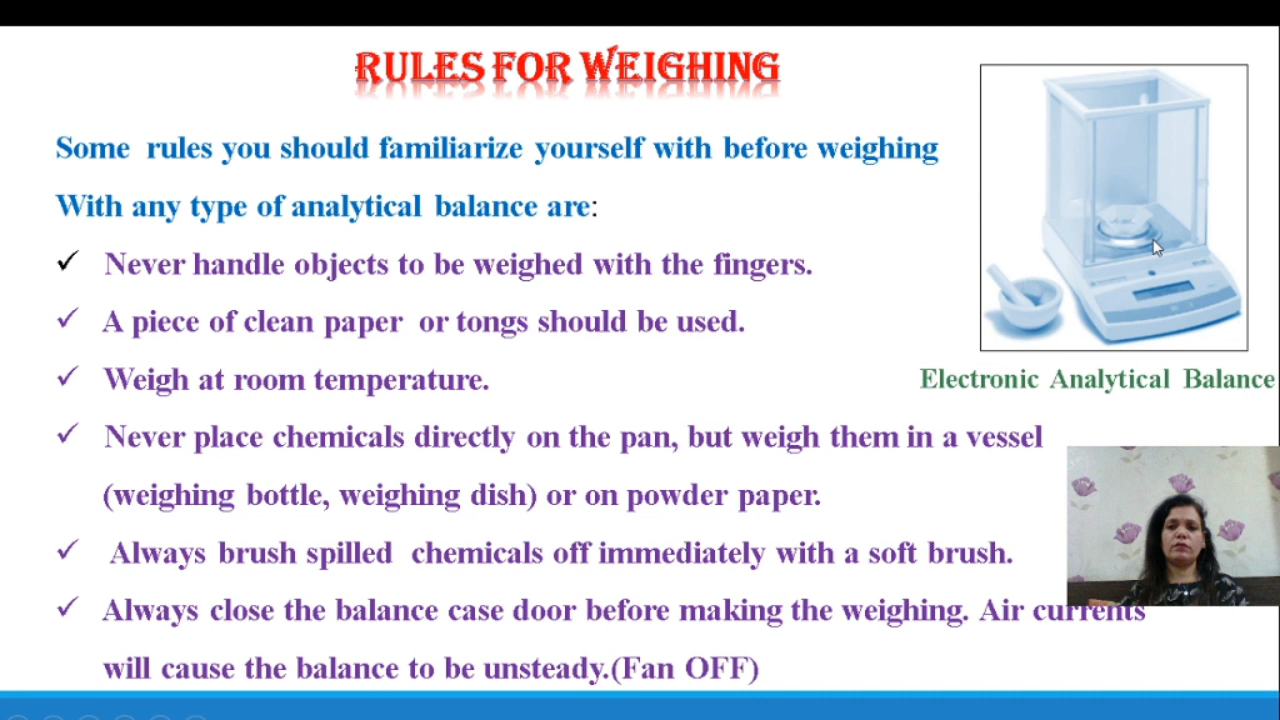 RULES FOR WEIGHING
Some rules you should familiarize yourself with before weighing
With any type of analytical balance are:
✓ Never handle objects to be weighed with the fingers.
✓ A piece of clean paper or tongs should be used.
✓ Weigh at room temperature.
Electronic Analytical Balance
✓ Never place chemicals directly on the pan, but weigh them in a vessel
(weighing bottle, weighing dish) or on powder paper.
✓ Always brush spilled chemicals off immediately with a soft brush.
✓ Always close the balance case door before making the weighing. Air currents
will cause the balance to be unsteady.(Fan OFF)